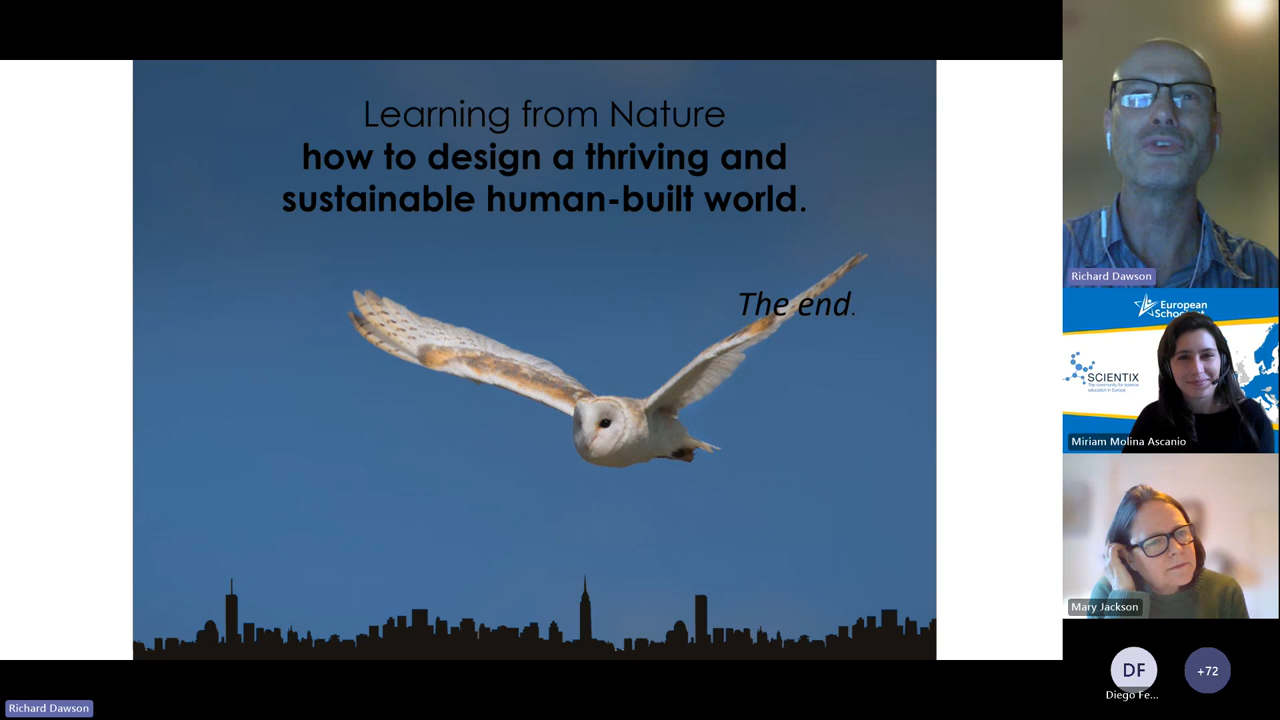 Learning from Nature
how to design a thriving and
sustainable human-built world.
The end.
Richard Dawson
European
SCIENTIX
Miriam Molina Ascanio
Mary Jackson
DF
+72
Diego Fe...
Richard Dawson